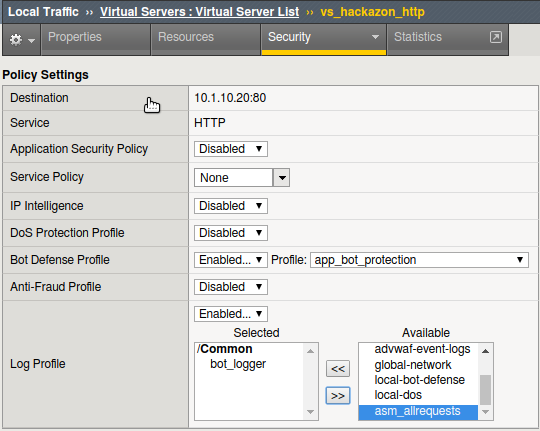 Local Traffic ›› Virtual Servers : Virtual Server List ›› vs_hackazon_http
Properties Resources Security Statistics
Policy Settings
Destination 10.1.10.20:80
Service HTTP
Application Security Policy Disabled
Service Policy None
IP Intelligence Disabled
DoS Protection Profile Disabled
Bot Defense Profile Enabled... Profile: app_bot_protection
Anti-Fraud Profile Disabled
Log Profile Enabled...
Selected Available
/Common advwaf-event-logs
bot_logger global-network
<< local-bot-defense
>> local-dos
asm_allrequests